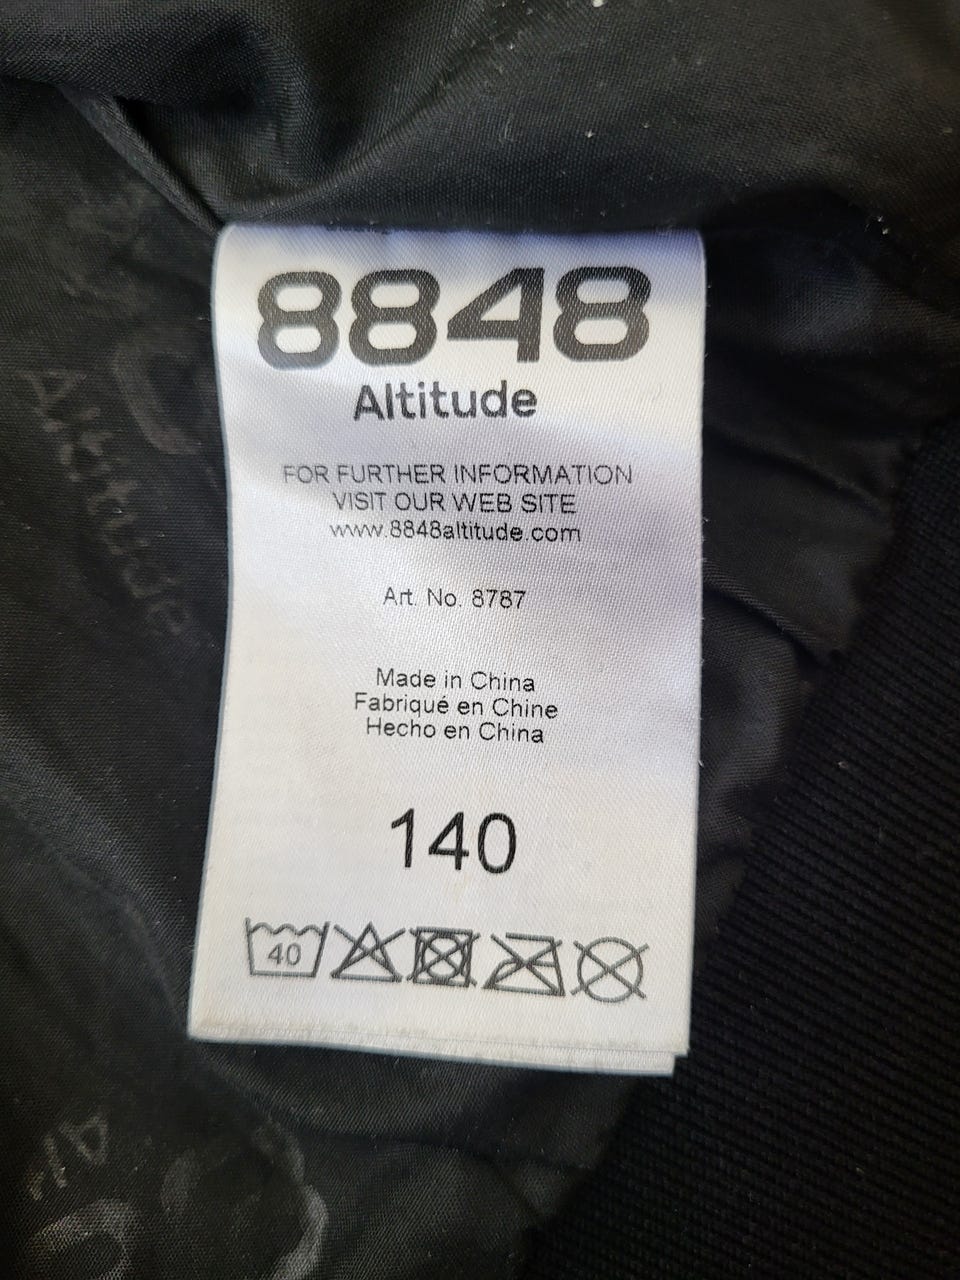 8848
Altitude
FOR FURTHER INFORMATION
VISIT OUR WEB SITE
www.8848altitude.com
Art. No. 8787
Made in China
Fabriqué en Chine
Hecho en China
140
40
Altitude